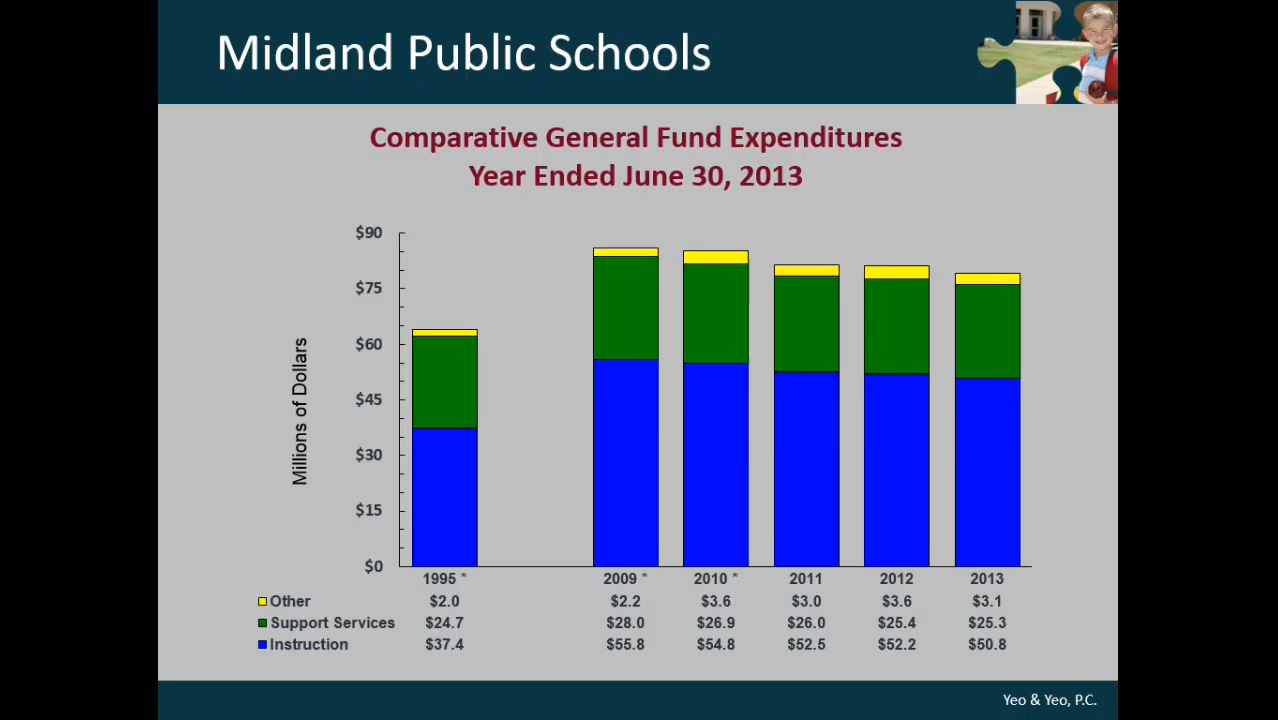 Midland Public Schools
Comparative General Fund Expenditures
Year Ended June 30, 2013
Millions of Dollars
$90
$75
$60
$45
$30
$15
$0
1995 * 2009 * 2010 * 2011 2012 2013
Other $2.0 $2.2 $3.6 $3.0 $3.6 $3.1
Support Services $24.7 $28.0 $26.9 $26.0 $25.4 $25.3
Instruction $37.4 $55.8 $54.8 $52.5 $52.2 $50.8
Yeo & Yeo, P.C.